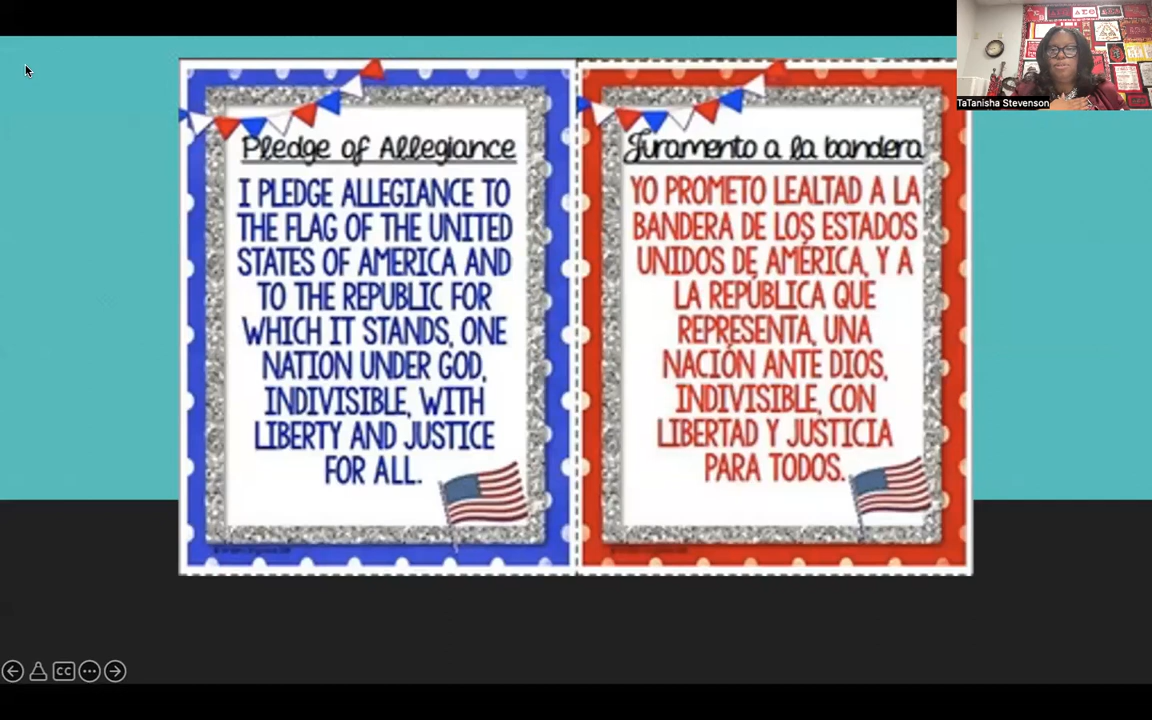 Pledge of Allegiance
I PLEDGE ALLEGIANCE TO
THE FLAG OF THE UNITED
STATES OF AMERICA AND
TO THE REPUBLIC FOR
WHICH IT STANDS, ONE
NATION UNDER GOD,
INDIVISIBLE, WITH
LIBERTY AND JUSTICE
FOR ALL.
Juramento a la bandera
YO PROMETO LEALTAD A LA
BANDERA DE LOS ESTADOS
UNIDOS DE AMÉRICA, Y A
LA REPÚBLICA QUE
REPRESENTA, UNA
NACIÓN ANTE DIOS,
INDIVISIBLE, CON
LIBERTAD Y JUSTICIA
PARA TODOS.
TaTanisha Stevenson
CC